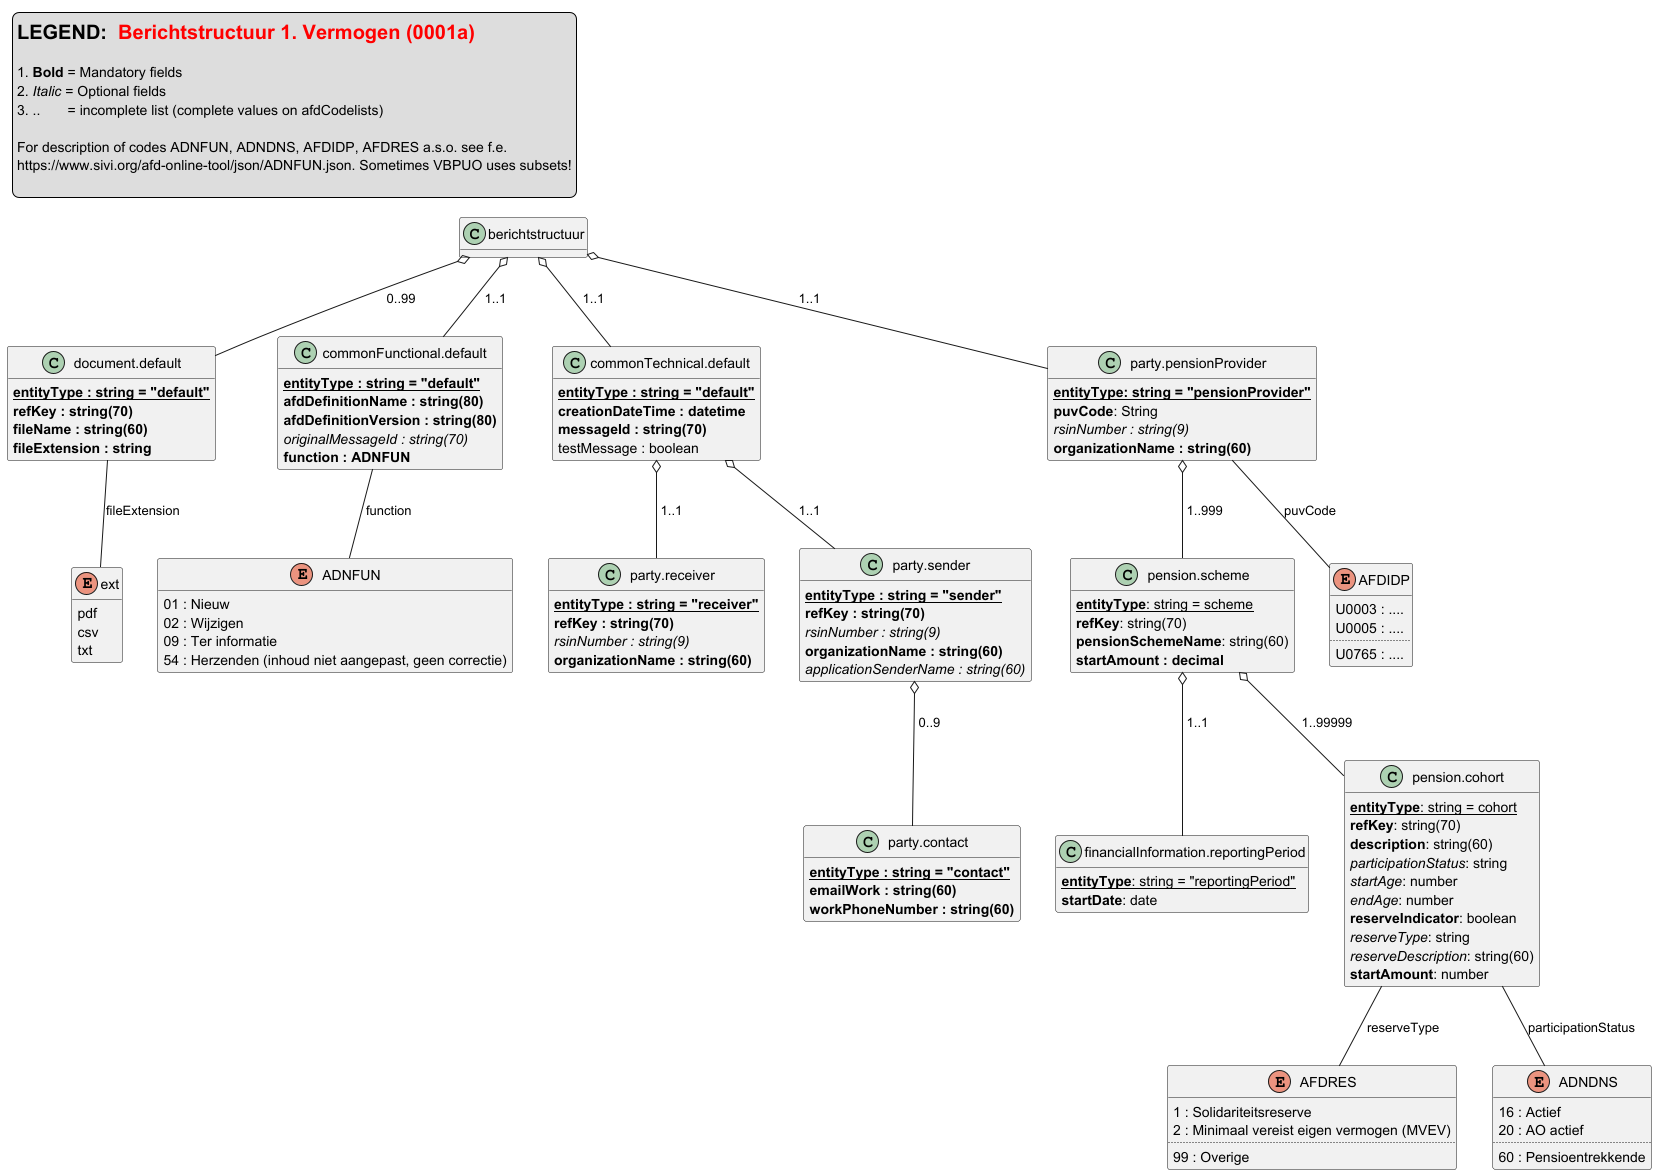 LEGEND: Berichtstructuur 1. Vermogen (0001a)
1. Bold = Mandatory fields
2. Italic = Optional fields
3. .. = incomplete list (complete values on afdCodelists)
For description of codes ADNFUN, ADNDNS, AFDIDP, AFDRES a.s.o. see f.e.
https://www.sivi.org/afd-online-tool/json/ADNFUN.json. Sometimes VBPUO uses subsets!
C berichtstructuur
0..99
1..1
1..1
1..1
C document.default
entityType : string = "default"
refKey : string(70)
fileName : string(60)
fileExtension : string
C commonFunctional.default
entityType : string = "default"
afdDefinitionName : string(80)
afdDefinitionVersion : string(80)
originalMessageId : string(70)
function : ADNFUN
C commonTechnical.default
entityType : string = "default"
creationDateTime : datetime
messageId : string(70)
testMessage : boolean
C party.pensionProvider
entityType: string = "pensionProvider"
puvCode: String
rsinNumber : string(9)
organizationName : string(60)
fileExtension
function
1..1
1..1
1..999
puvCode
E ext
pdf
csv
txt
E ADNFUN
01 : Nieuw
02 : Wijzigen
09 : Ter informatie
54 : Herzenden (inhoud niet aangepast, geen correctie)
C party.receiver
entityType : string = "receiver"
refKey : string(70)
rsinNumber : string(9)
organizationName : string(60)
C party.sender
entityType : string = "sender"
refKey : string(70)
rsinNumber : string(9)
organizationName : string(60)
applicationSenderName : string(60)
C pension.scheme
entityType: string = scheme
refKey: string(70)
pensionSchemeName: string(60)
startAmount : decimal
E AFDIDP
U0003 : ....
U0005 : ....
U0765 : ....
0..9
1..1
1..99999
C party.contact
entityType : string = "contact"
emailWork : string(60)
workPhoneNumber : string(60)
C financialInformation.reportingPeriod
entityType: string = "reportingPeriod"
startDate: date
C pension.cohort
entityType: string = cohort
refKey: string(70)
description: string(60)
participationStatus: string
startAge: number
endAge: number
reserveIndicator: boolean
reserveType: string
reserveDescription: string(60)
startAmount: number
reserveType
participationStatus
E AFDRES
1 : Solidariteitsreserve
2 : Minimaal vereist eigen vermogen (MVEV)
99 : Overige
E ADNDNS
16 : Actief
20 : AO actief
60 : Pensioentrekkende